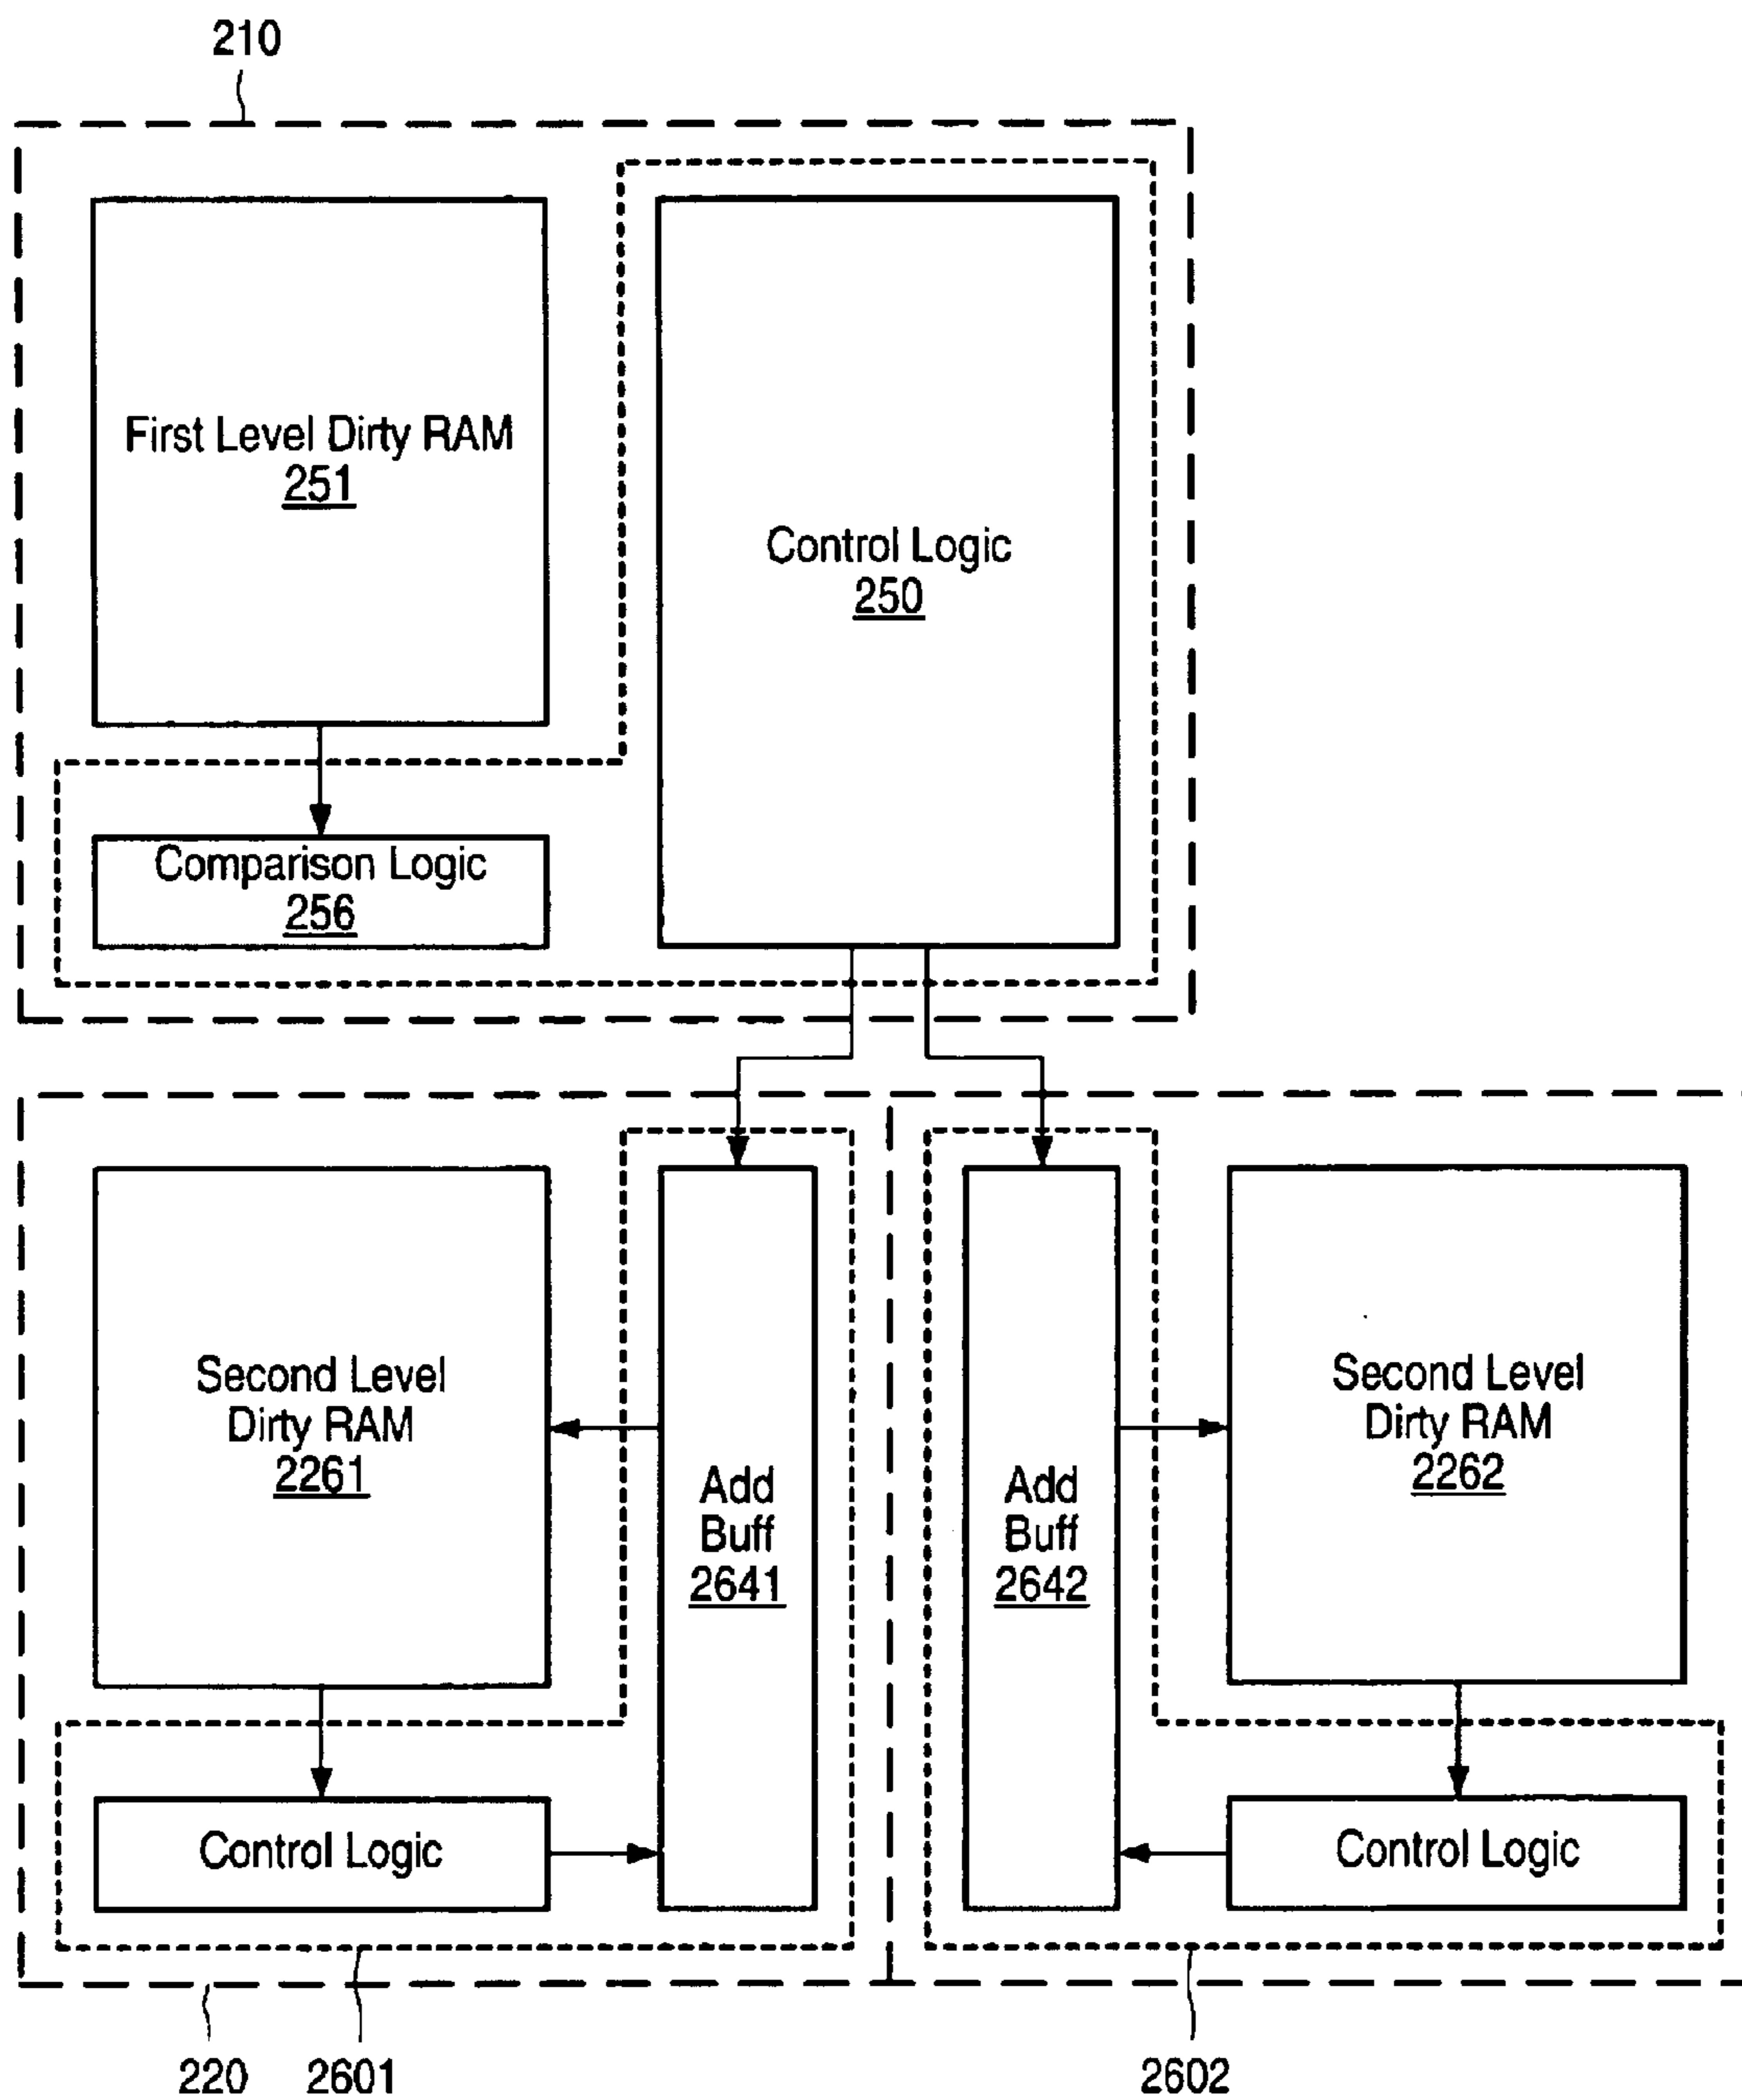 210
First Level Dirty RAM
251
Control Logic
250
Comparison Logic
256
Second Level
Dirty RAM
2261
Add
Buff
2641
Add
Buff
2642
Second Level
Dirty RAM
2262
Control Logic
Control Logic
220
2601
2602